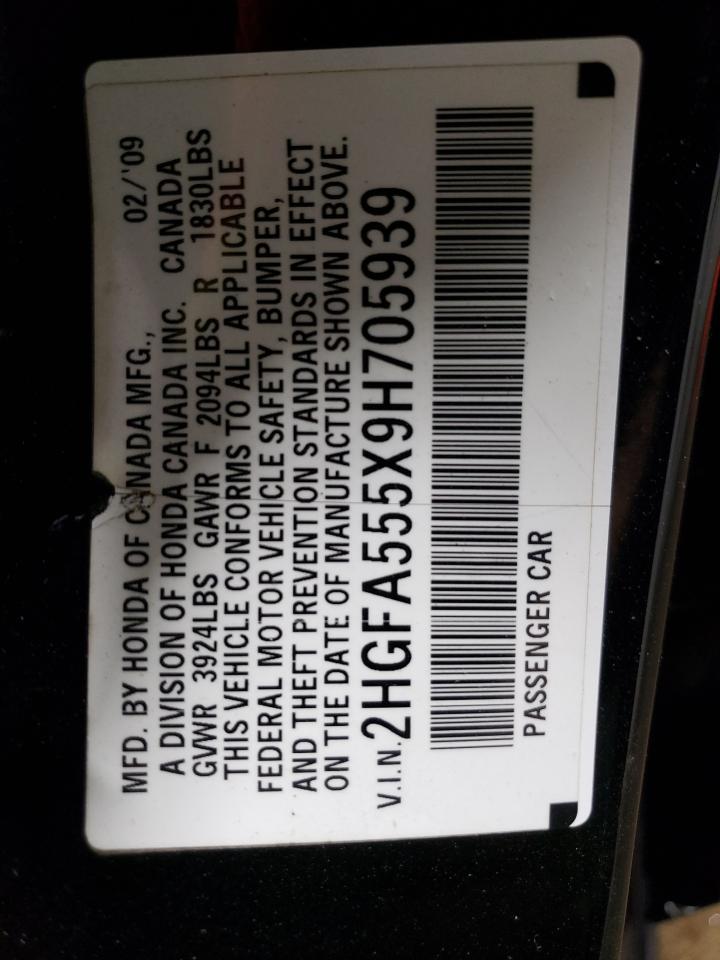 MFD. BY HONDA OF CANADA MFG., 02/'09
A DIVISION OF HONDA CANADA INC. CANADA
GVWR 3924LBS GAWR F 2094LBS R 1830LBS
THIS VEHICLE CONFORMS TO ALL APPLICABLE
FEDERAL MOTOR VEHICLE SAFETY, BUMPER,
AND THEFT PREVENTION STANDARDS IN EFFECT
ON THE DATE OF MANUFACTURE SHOWN ABOVE.
V.I.N. 2HGFA555X9H705939
PASSENGER CAR